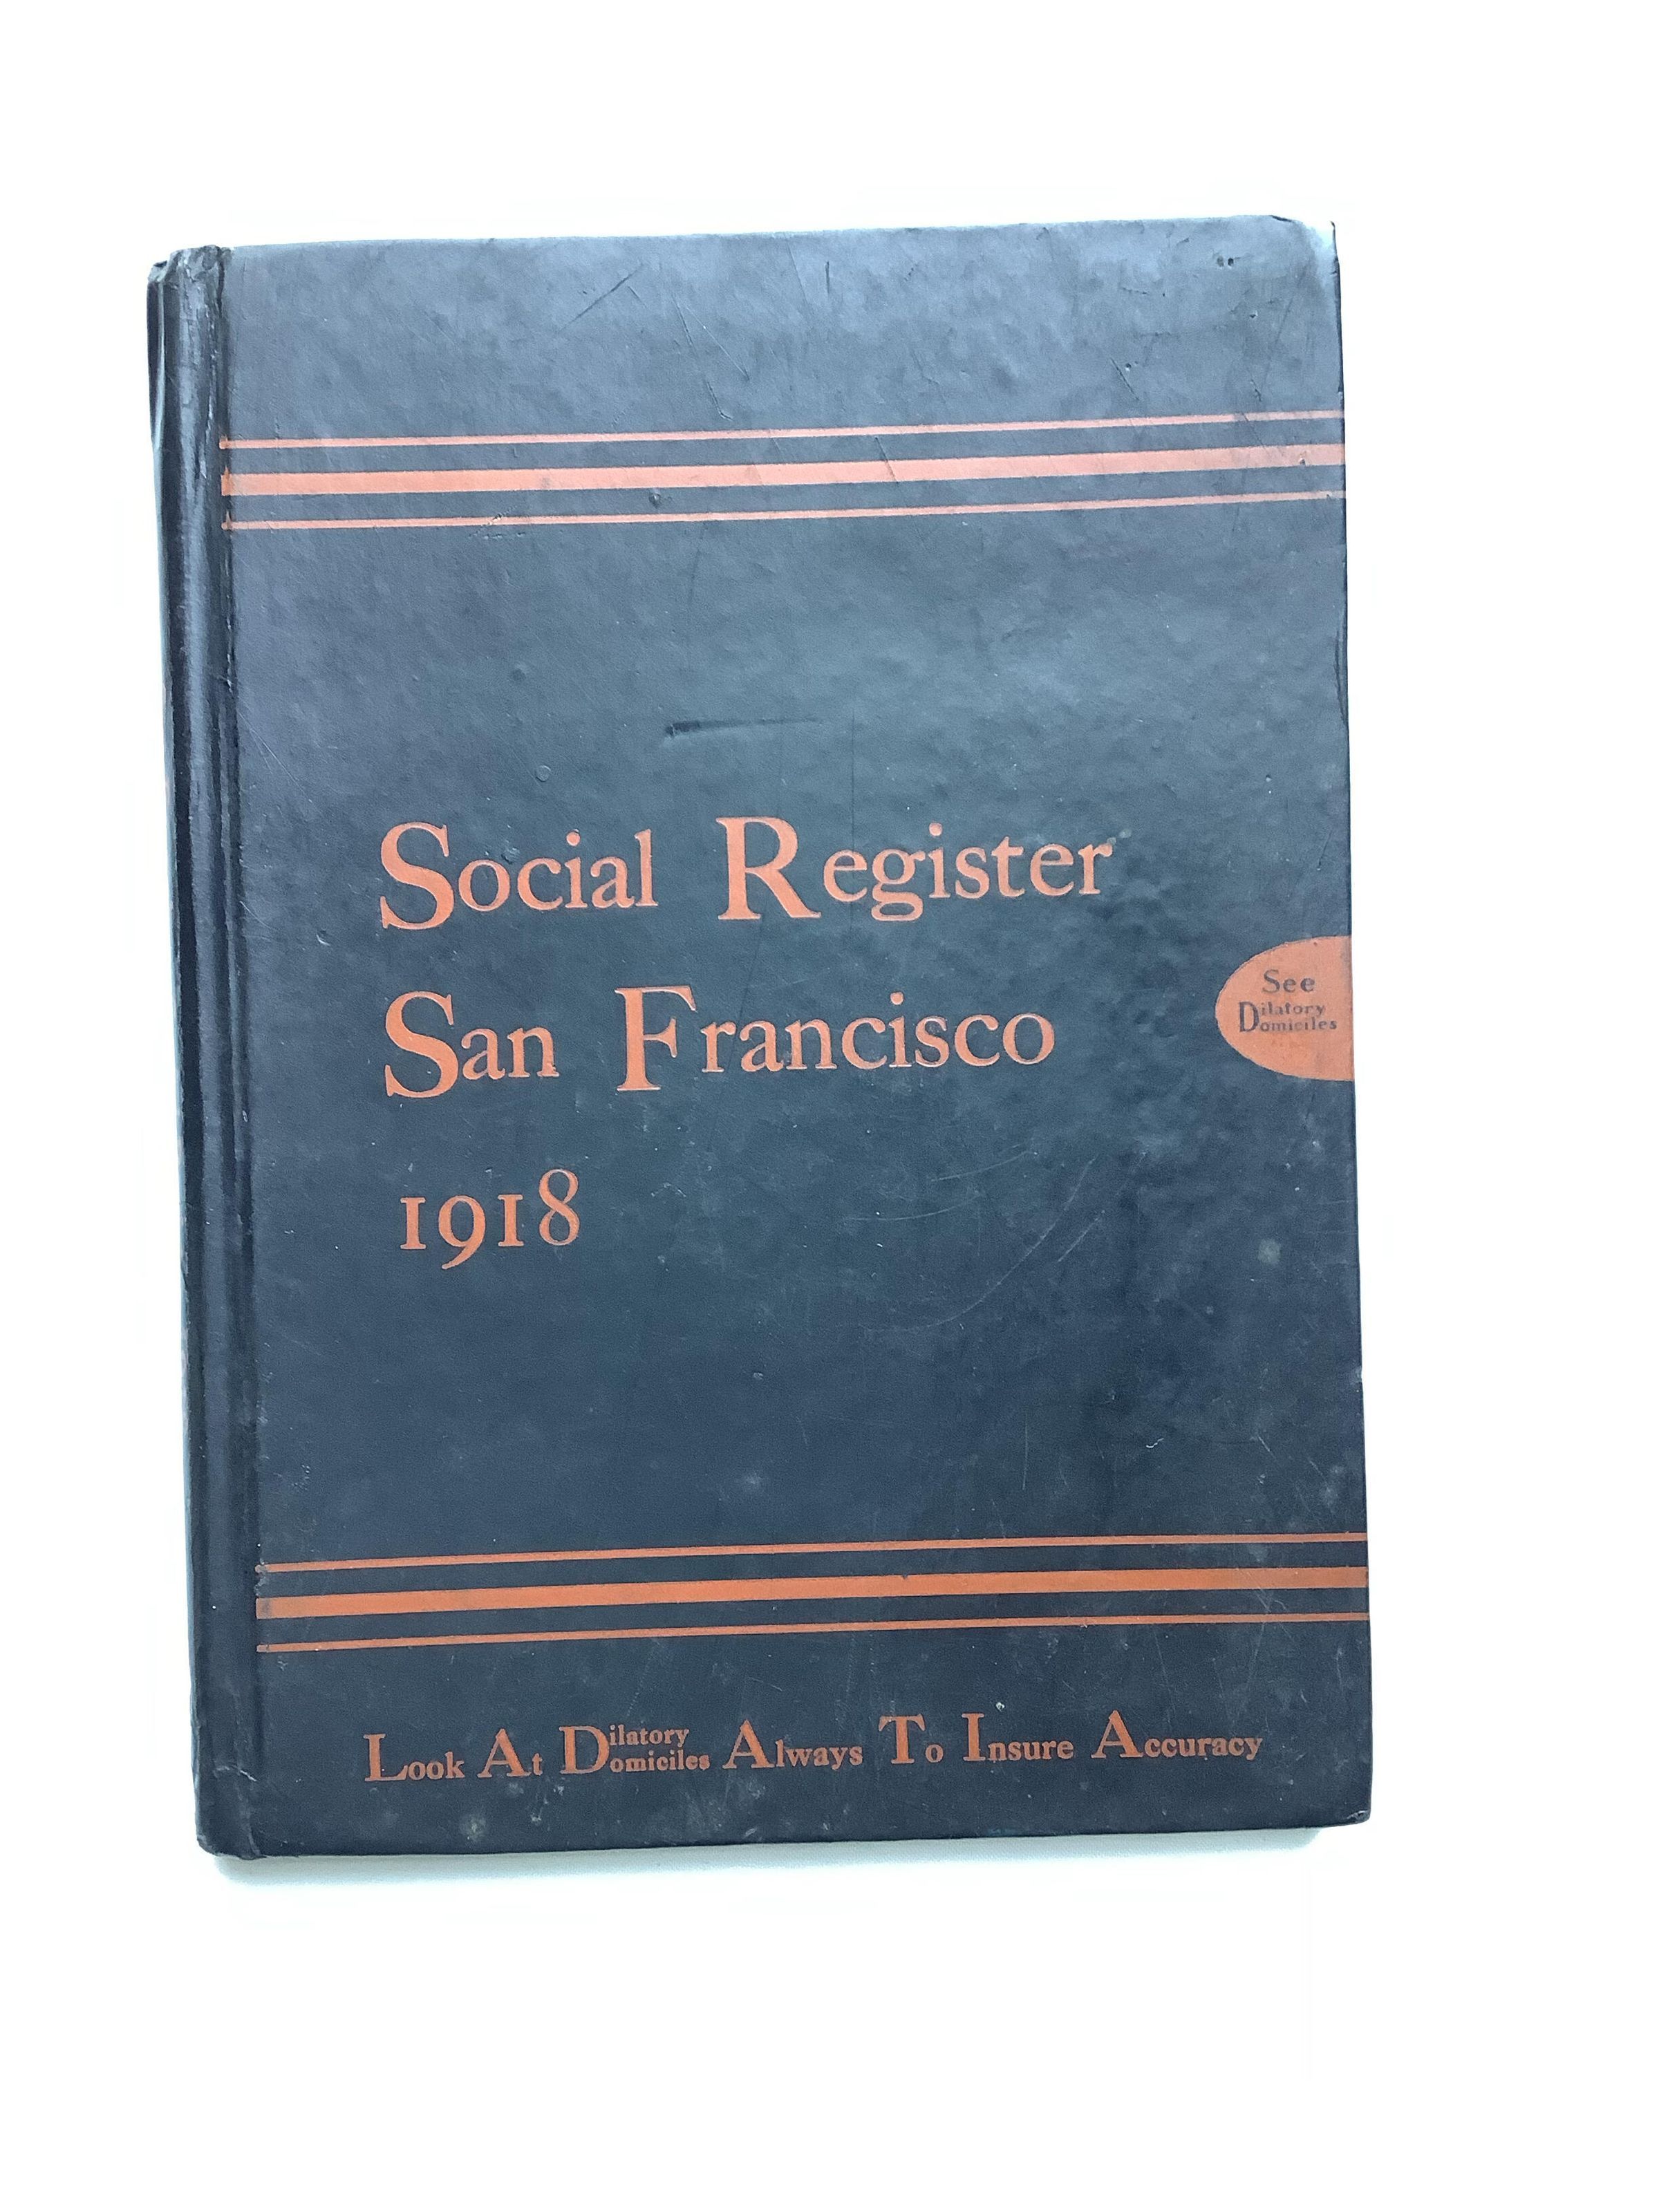 Social Register
San Francisco
1918
See
Dilatory
Domiciles
Look At Dilatory Domiciles Always To Insure Accuracy